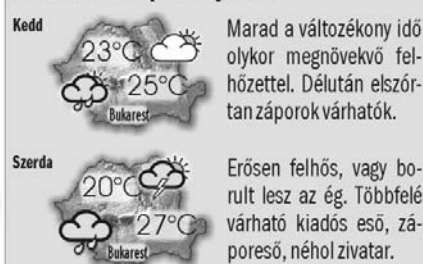 Kedd
23°C
25°C
Bukarest
Marad a változékony idő
olykor megnövekvő fel-
hőzettel. Délután elszór-
tan záporok várhatók.
Szerda
20°C
27°C
Bukarest
Erősen felhős, vagy bo-
rult lesz az ég. Többfelé
várható kiadós eső, zá-
poreső, néhol zivatar.